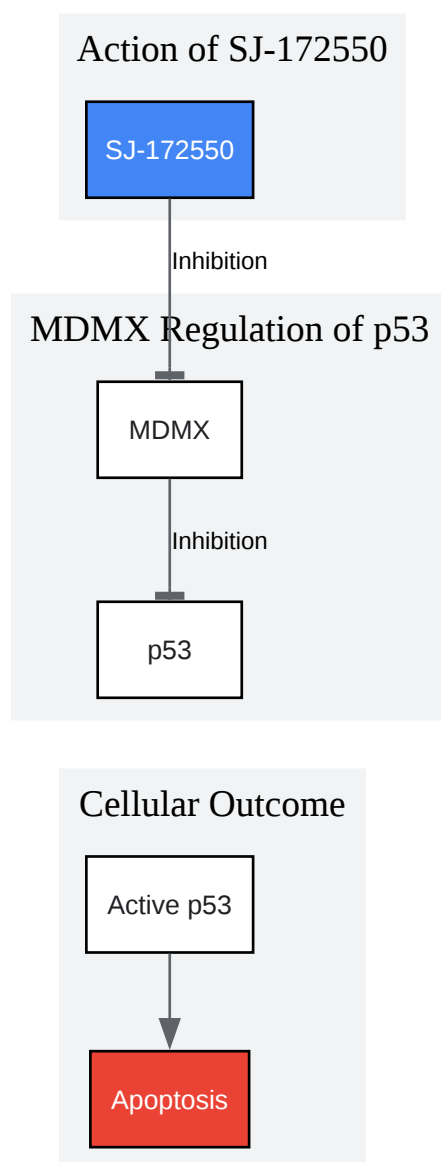 Action of SJ-172550
SJ-172550
Inhibition
MDMX Regulation of p53
MDMX
Inhibition
p53
Cellular Outcome
Active p53
Apoptosis